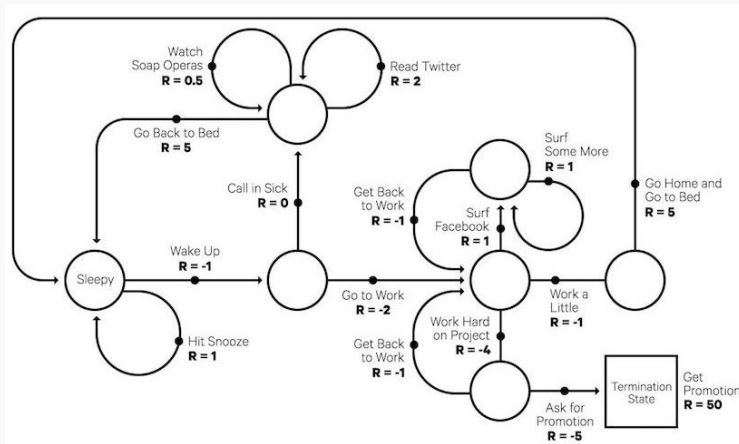 Watch
Soap Operas
R = 0.5
Read Twitter
R = 2
Go Back to Bed
R = 5
Call in Sick
R = 0
Surf
Some More
R = 1
Get Back
to Work
R = -1
Surf
Facebook
R = 1
Go Home and
Go to Bed
R = 5
Sleepy
Wake Up
R = -1
Go to Work
R = -2
Work a
Little
R = -1
Hit Snooze
R = 1
Get Back
to Work
R = -1
Work Hard
on Project
R = -4
Ask for
Promotion
R = -5
Termination
State
Get
Promotion
R = 50